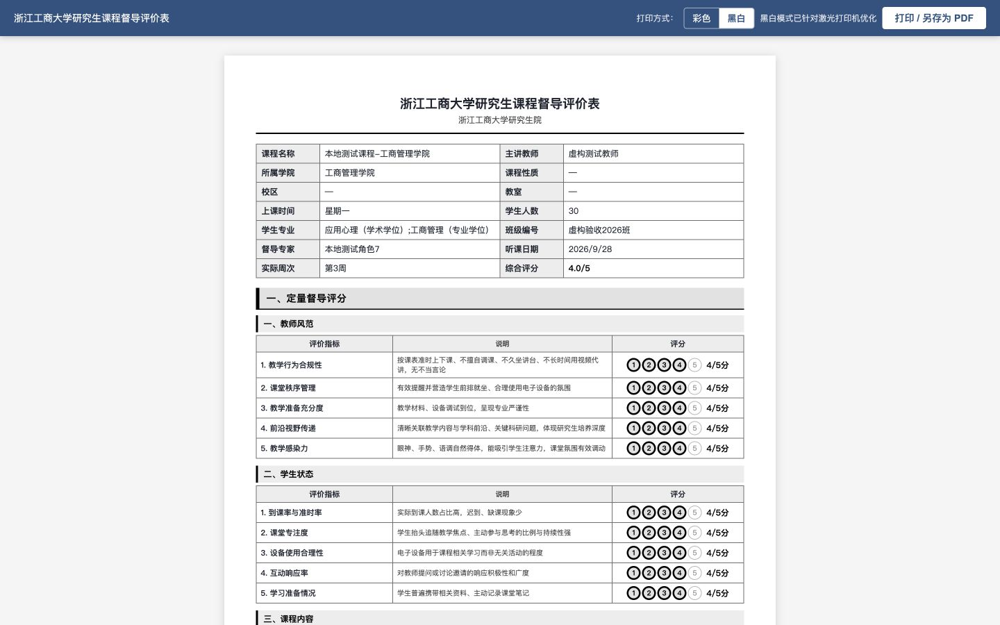 浙江工商大学研究生课程督导评价表
打印方式： 彩色 黑白 黑白模式已针对激光打印机优化 打印 / 另存为 PDF
浙江工商大学研究生课程督导评价表
浙江工商大学研究生院
课程名称 本地测试课程-工商管理学院 主讲教师 虚构测试教师
所属学院 工商管理学院 课程性质 —
校区 — 教室 —
上课时间 星期一 学生人数 30
学生专业 应用心理（学术学位）;工商管理（专业学位） 班级编号 虚构验收2026班
督导专家 本地测试角色7 听课日期 2026/9/28
实际周次 第3周 综合评分 4.0/5
一、定量督导评分
一、教师风范
评价指标 说明 评分
1. 教学行为合规性 按课表准时上下课、不擅自调课、不久坐讲台、不长时间用视频代
讲，无不当言论 1 2 3 4 5 4/5分
2. 课堂秩序管理 有效提醒并营造学生前排就坐、合理使用电子设备的氛围 1 2 3 4 5 4/5分
3. 教学准备充分度 教学材料、设备调试到位，呈现专业严谨性 1 2 3 4 5 4/5分
4. 前沿视野传递 清晰关联教学内容与学科前沿、关键科研问题，体现研究生培养深度 1 2 3 4 5 4/5分
5. 教学感染力 眼神、手势、语调自然得体，能吸引学生注意力，课堂氛围有效调动 1 2 3 4 5 4/5分
二、学生状态
评价指标 说明 评分
1. 到课率与准时率 实际到课人数占比高，迟到、缺课现象少 1 2 3 4 5 4/5分
2. 课堂专注度 学生抬头追随教学焦点、主动参与思考的比例与持续性强 1 2 3 4 5 4/5分
3. 设备使用合理性 电子设备用于课程相关学习而非无关活动的程度 1 2 3 4 5 4/5分
4. 互动响应率 对教师提问或讨论邀请的响应积极性和广度 1 2 3 4 5 4/5分
5. 学习准备情况 学生普遍携带相关资料、主动记录课堂笔记 1 2 3 4 5 4/5分
三、课程内容